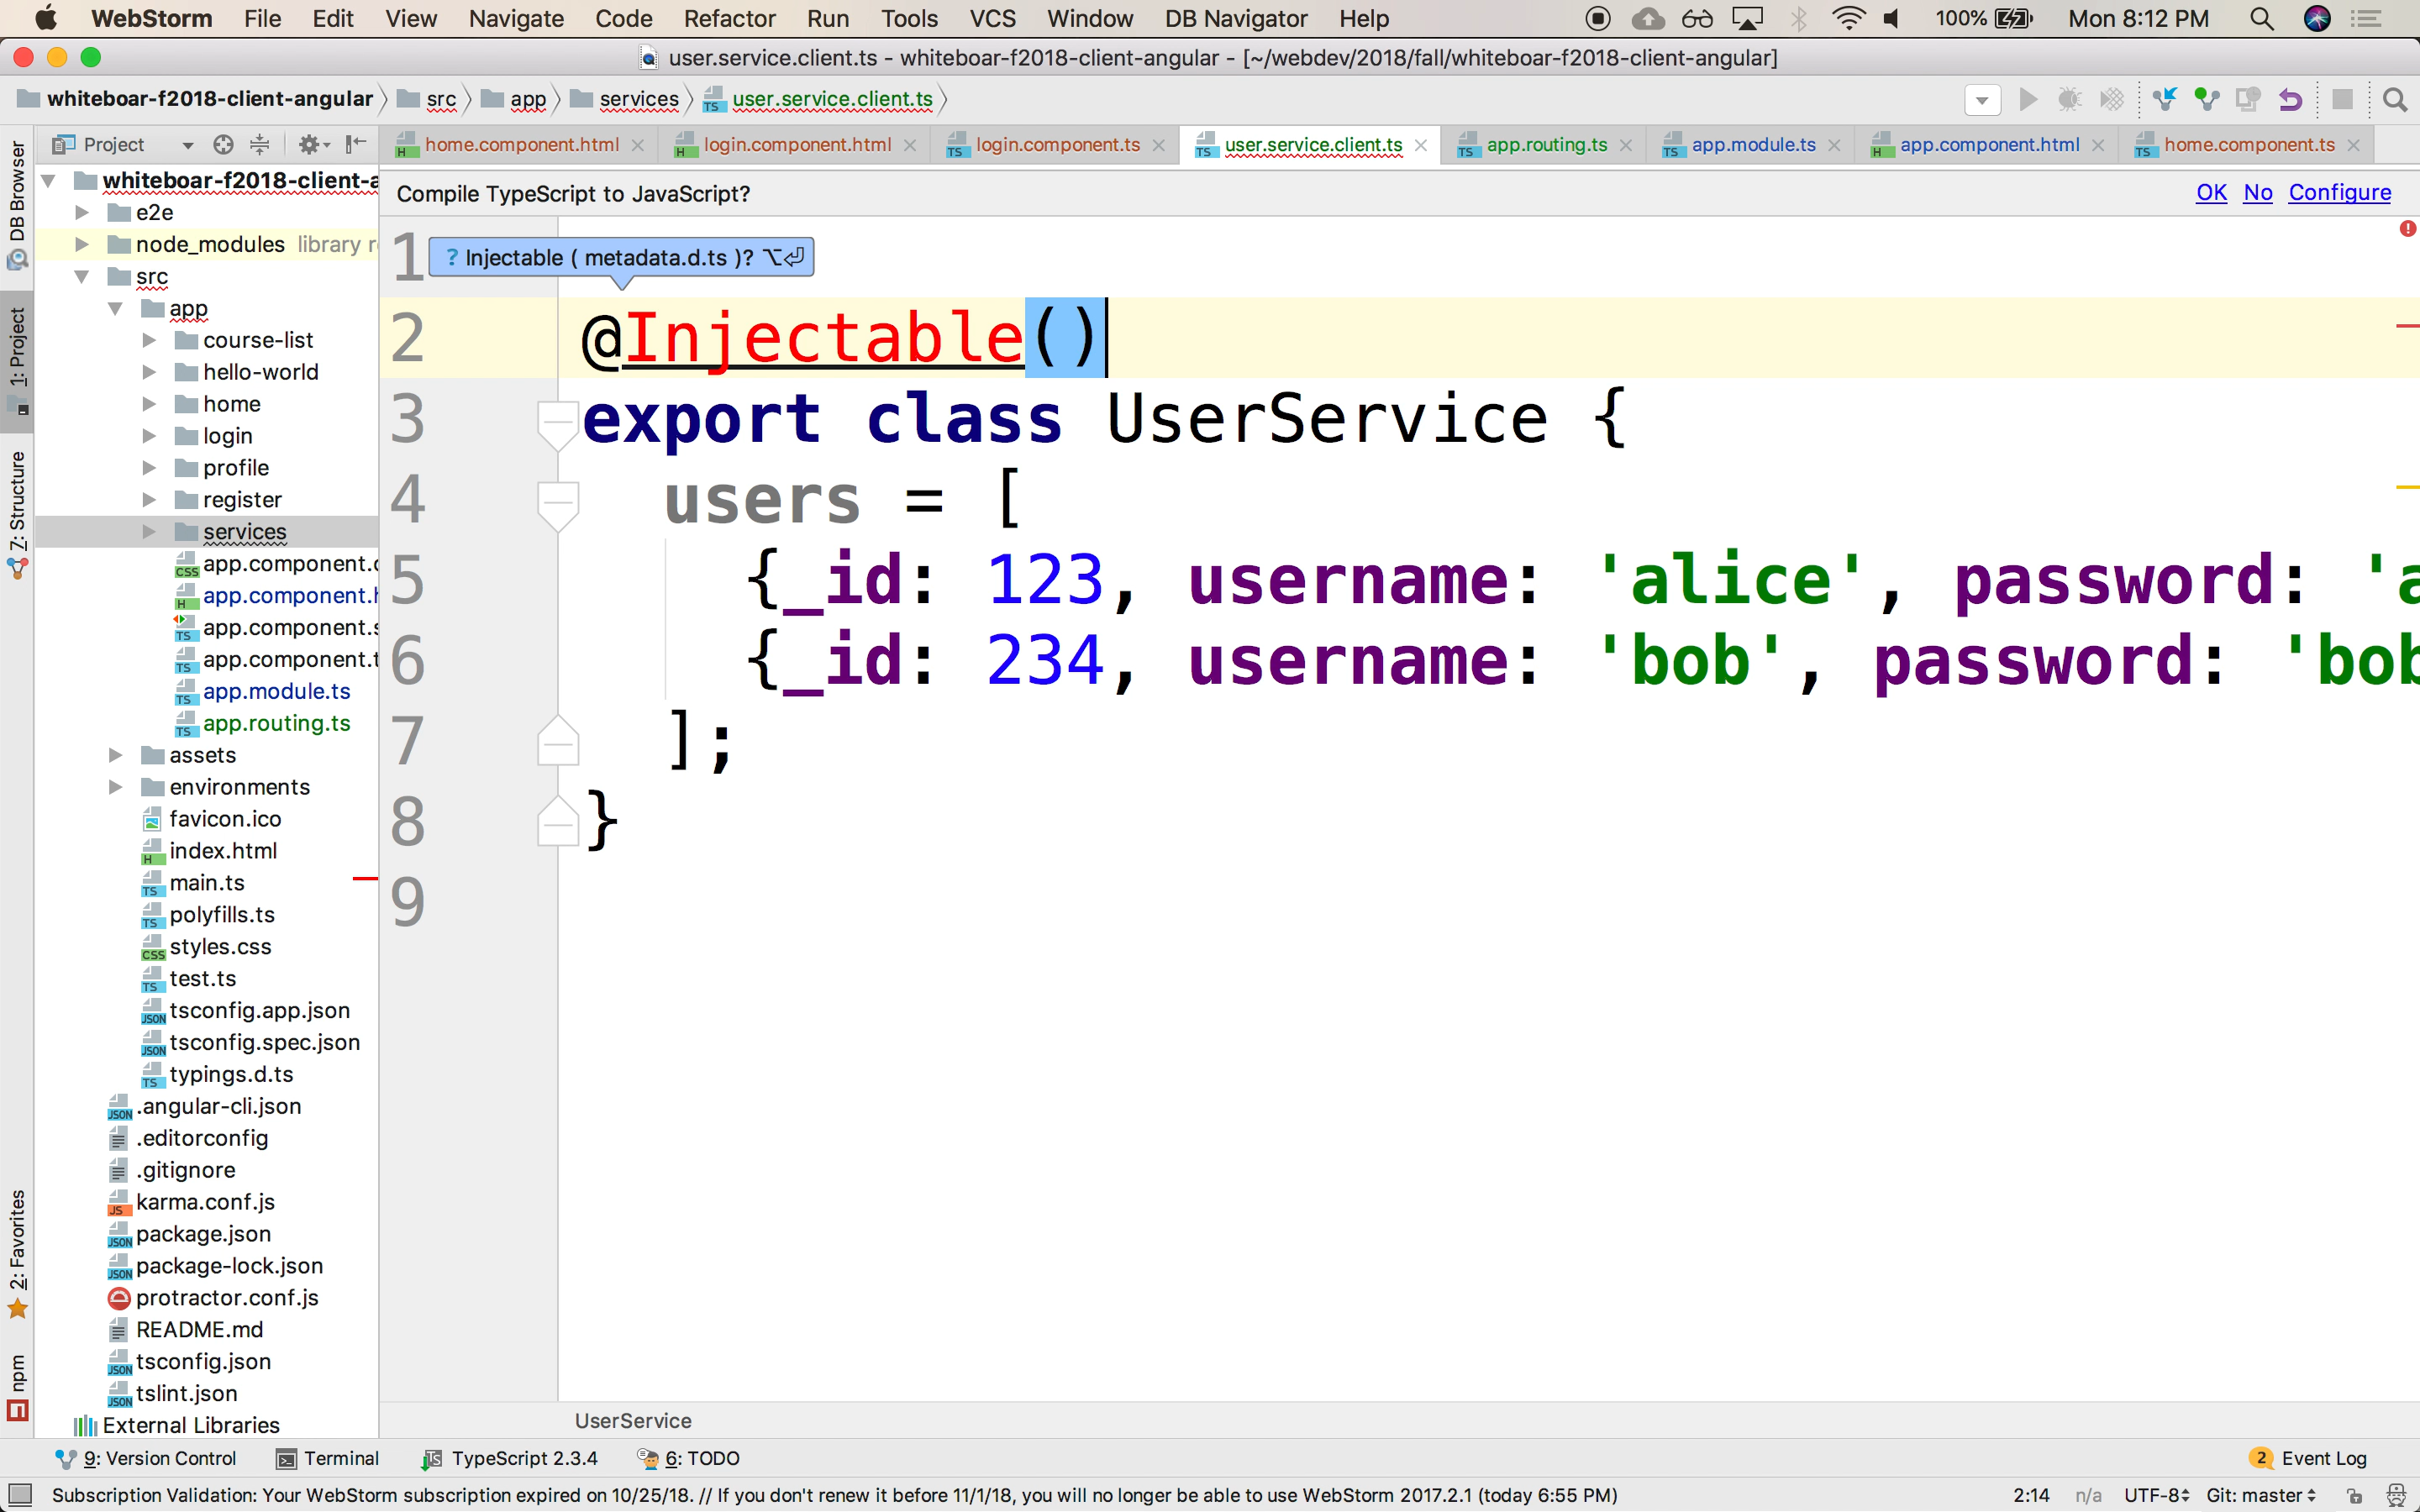 WebStorm File Edit View Navigate Code Refactor Run Tools VCS Window DB Navigator Help 100% Mon 8:12 PM
user.service.client.ts - whiteboar-f2018-client-angular - [~/webdev/2018/fall/whiteboar-f2018-client-angular]
whiteboar-f2018-client-angular src app services user.service.client.ts
Project home.component.html login.component.html login.component.ts user.service.client.ts app.routing.ts app.module.ts app.component.html home.component.ts
DB Browser
1: Project
7: Structure
2: Favorites
npm
whiteboar-f2018-client-a
e2e
node_modules library r
src
app
course-list
hello-world
home
login
profile
register
services
app.component.c
app.component.h
app.component.s
app.component.t
app.module.ts
app.routing.ts
assets
environments
favicon.ico
index.html
main.ts
polyfills.ts
styles.css
test.ts
tsconfig.app.json
tsconfig.spec.json
typings.d.ts
.angular-cli.json
.editorconfig
.gitignore
karma.conf.js
package.json
package-lock.json
protractor.conf.js
README.md
tsconfig.json
tslint.json
External Libraries
Compile TypeScript to JavaScript? OK No Configure
? Injectable ( metadata.d.ts )? ⌥⏎
1
2 @Injectable()
3 export class UserService {
4 users = [
5 {_id: 123, username: 'alice', password: 'a
6 {_id: 234, username: 'bob', password: 'bob
7 ];
8 }
9
UserService
9: Version Control Terminal TypeScript 2.3.4 6: TODO 2 Event Log
Subscription Validation: Your WebStorm subscription expired on 10/25/18. // If you don't renew it before 11/1/18, you will no longer be able to use WebStorm 2017.2.1 (today 6:55 PM) 2:14 n/a UTF-8 Git: master